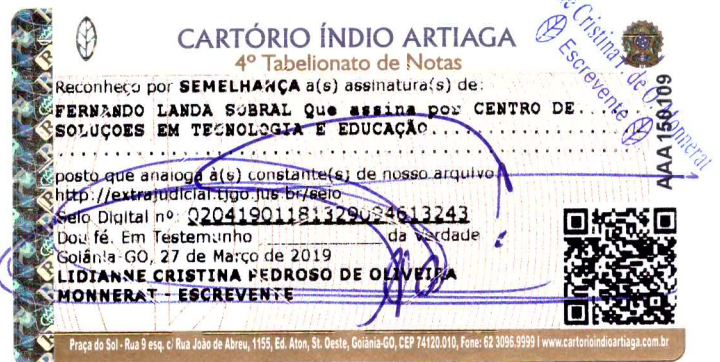 CARTÓRIO ÍNDIO ARTIAGA
4º Tabelionato de Notas
Reconheço por SEMELHANÇA a(s) assinatura(s) de:
FERNANDO LANDA SOBRAL Que assina por CENTRO DE...
SOLUÇOES EM TECNOLOGIA E EDUCAÇÃO
posto que analoga à(s) constante(s) de nosso arquivo.
http://extrajudicial.tjgo.jus.br/selo
Selo Digital nº: 02041901181329094613243
Dou fé. Em Testemunho ____________ da verdade
Goiânia-GO, 27 de Março de 2019
LIDIANNE CRISTINA PEDROSO DE OLIVEIRA
MONNERAT - ESCREVENTE
AAA150109
Cristina P. de O. Monnerat
Escrevente
Praça do Sol - Rua 9 esq. c/ Rua João de Abreu, 1155, Ed. Aton, St. Oeste, Goiânia-GO, CEP 74120.010, Fone: 62 3096.9999 I www.cartorioindioartiaga.com.br